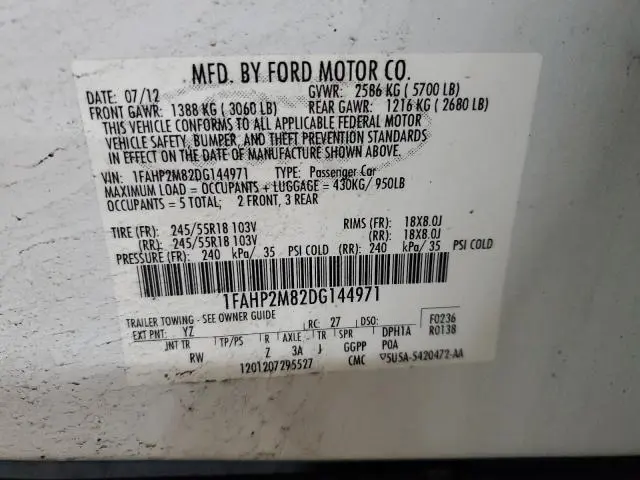 MFD. BY FORD MOTOR CO.
DATE: 07/12 GVWR: 2586 KG ( 5700 LB)
FRONT GAWR: 1388 KG ( 3060 LB) REAR GAWR: 1216 KG ( 2680 LB)
THIS VEHICLE CONFORMS TO ALL APPLICABLE FEDERAL MOTOR
VEHICLE SAFETY, BUMPER, AND THEFT PREVENTION STANDARDS
IN EFFECT ON THE DATE OF MANUFACTURE SHOWN ABOVE.
VIN: 1FAHP2M82DG144971 TYPE: Passenger Car
MAXIMUM LOAD = OCCUPANTS + LUGGAGE = 430KG/ 950LB
OCCUPANTS = 5 TOTAL; 2 FRONT, 3 REAR
TIRE (FR): 245/55R18 103V RIMS (FR): 18X8.0J
(RR): 245/55R18 103V (RR): 18X8.0J
PRESSURE (FR): 240 kPa/ 35 PSI COLD (RR): 240 kPa/ 35 PSI COLD
1FAHP2M82DG144971
TRAILER TOWING - SEE OWNER GUIDE F0236
EXT PNT: YZ RC: 27 DSO: R0138
INT TR TP/PS R AXLE TR SPR DPH1A
RW Z 3A J GGPP POA
1201207295527 CMC 5U5A-5420472-AA